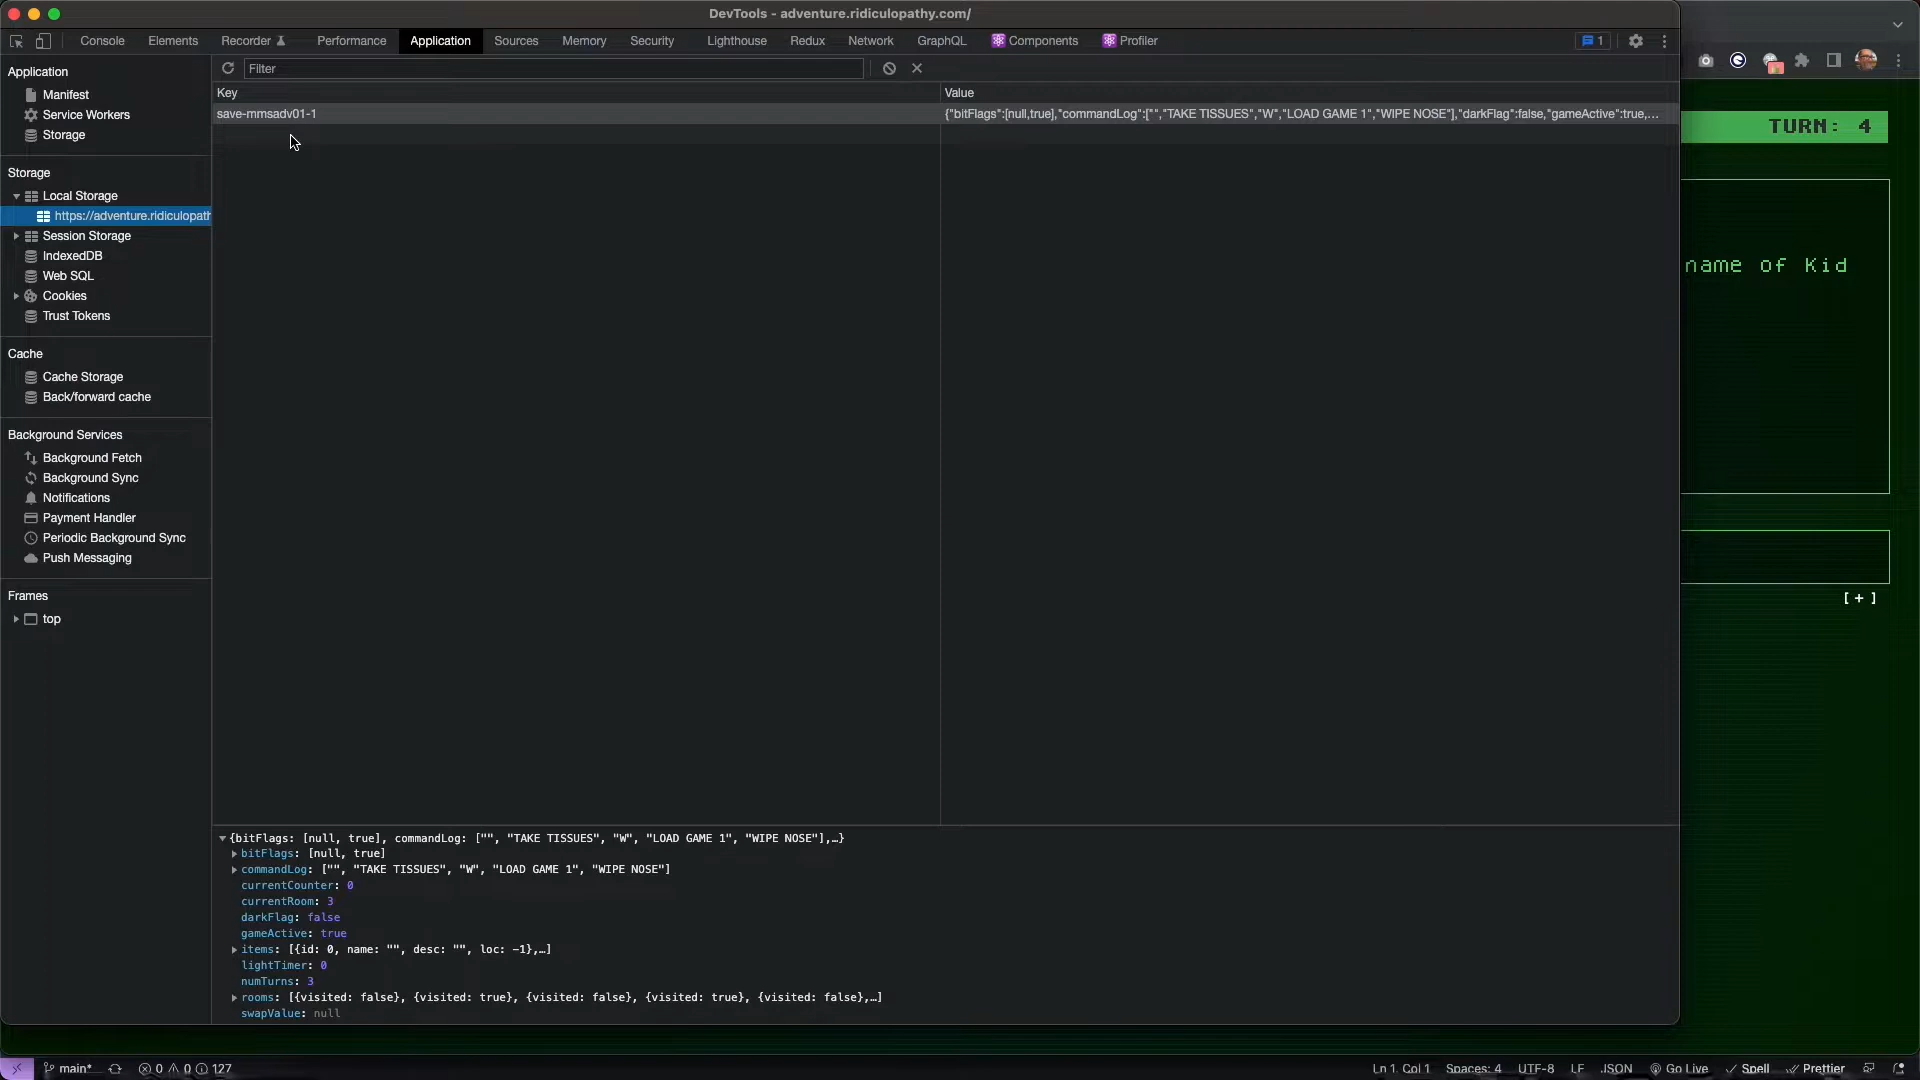 DevTools - adventure.ridiculopathy.com/
Console Elements Recorder Performance Application Sources Memory Security Lighthouse Redux Network GraphQL Components Profiler 1
Application
Manifest
Service Workers
Storage
Storage
Local Storage
https://adventure.ridiculopath
Session Storage
IndexedDB
Web SQL
Cookies
Trust Tokens
Cache
Cache Storage
Back/forward cache
Background Services
Background Fetch
Background Sync
Notifications
Payment Handler
Periodic Background Sync
Push Messaging
Frames
top
Filter
Key Value
save-mmsadv01-1 {"bitFlags":[null,true],"commandLog":["","TAKE TISSUES","W","LOAD GAME 1","WIPE NOSE"],"darkFlag":false,"gameActive":true,…
{bitFlags: [null, true], commandLog: ["", "TAKE TISSUES", "W", "LOAD GAME 1", "WIPE NOSE"],…}
bitFlags: [null, true]
commandLog: ["", "TAKE TISSUES", "W", "LOAD GAME 1", "WIPE NOSE"]
currentCounter: 0
currentRoom: 3
darkFlag: false
gameActive: true
items: [{id: 0, name: "", desc: "", loc: -1},…]
lightTimer: 0
numTurns: 3
rooms: [{visited: false}, {visited: true}, {visited: false}, {visited: true}, {visited: false},…]
swapValue: null
TURN: 4
name of Kid
[+]
main* 0 0 127 Ln 1, Col 1 Spaces: 4 UTF-8 LF JSON Go Live Spell Prettier